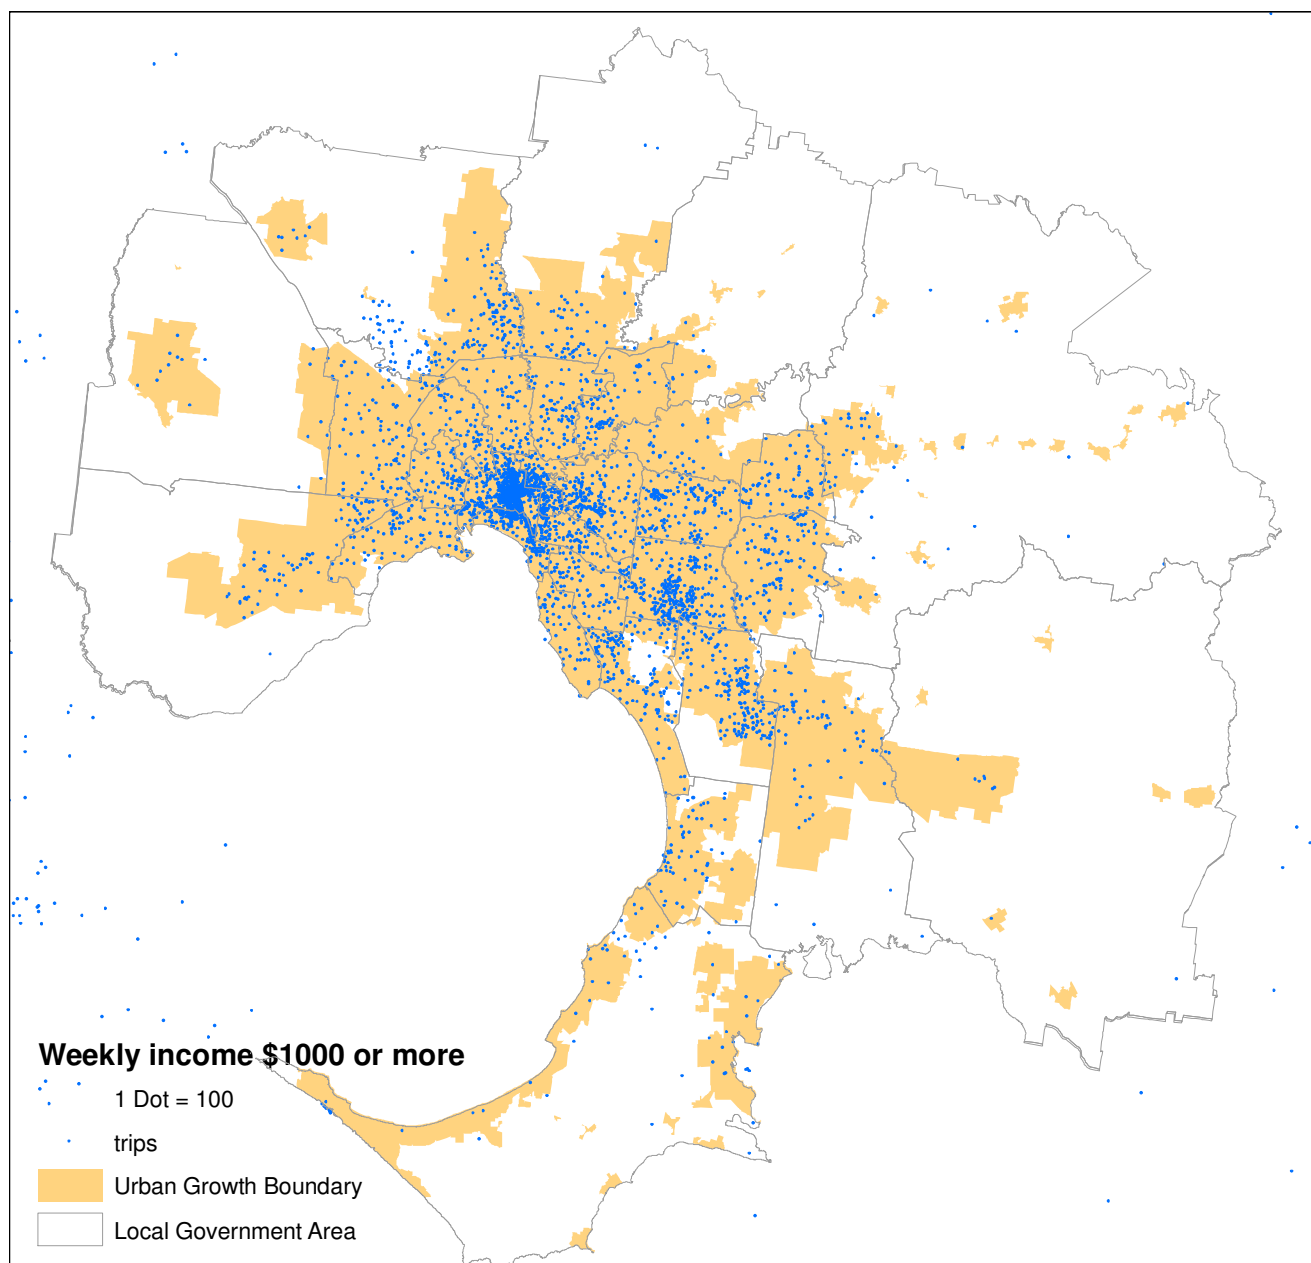 Weekly income $1000 or more
1 Dot = 100
trips
Urban Growth Boundary
Local Government Area